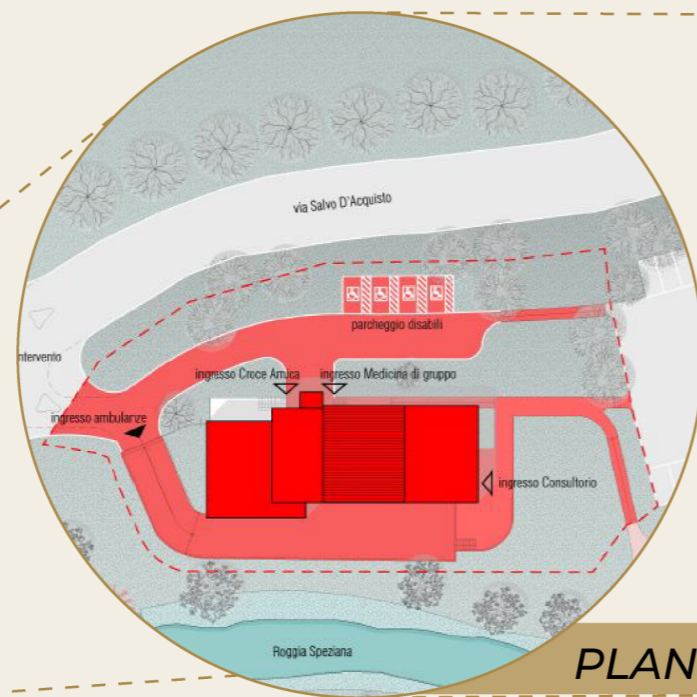 via Salvo D'Acquisto
parcheggio disabili
ntervento
ingresso Croce Amica
ingresso Medicina di gruppo
ingresso ambulanze
ingresso Consultorio
Roggia Speziana
PLAN